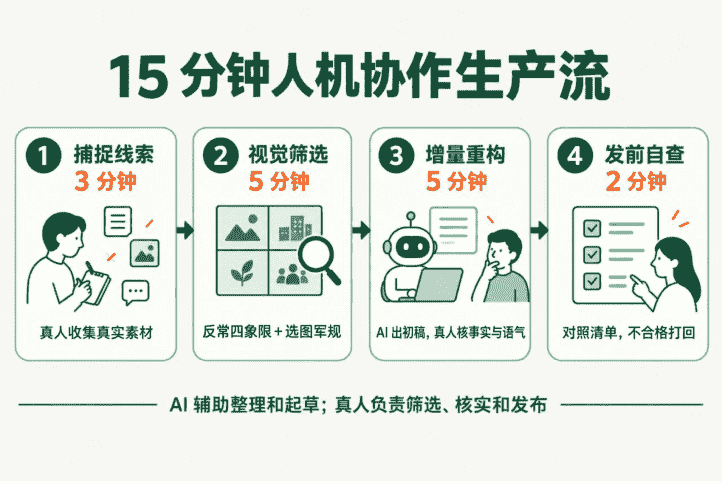 15 分钟人机协作生产流
1 捕捉线索
3 分钟
真人收集真实素材
2 视觉筛选
5 分钟
反常四象限 + 选图军规
3 增量重构
5 分钟
AI 出初稿，真人核事实与语气
4 发前自查
2 分钟
对照清单，不合格打回
AI 辅助整理和起草；真人负责筛选、核实和发布